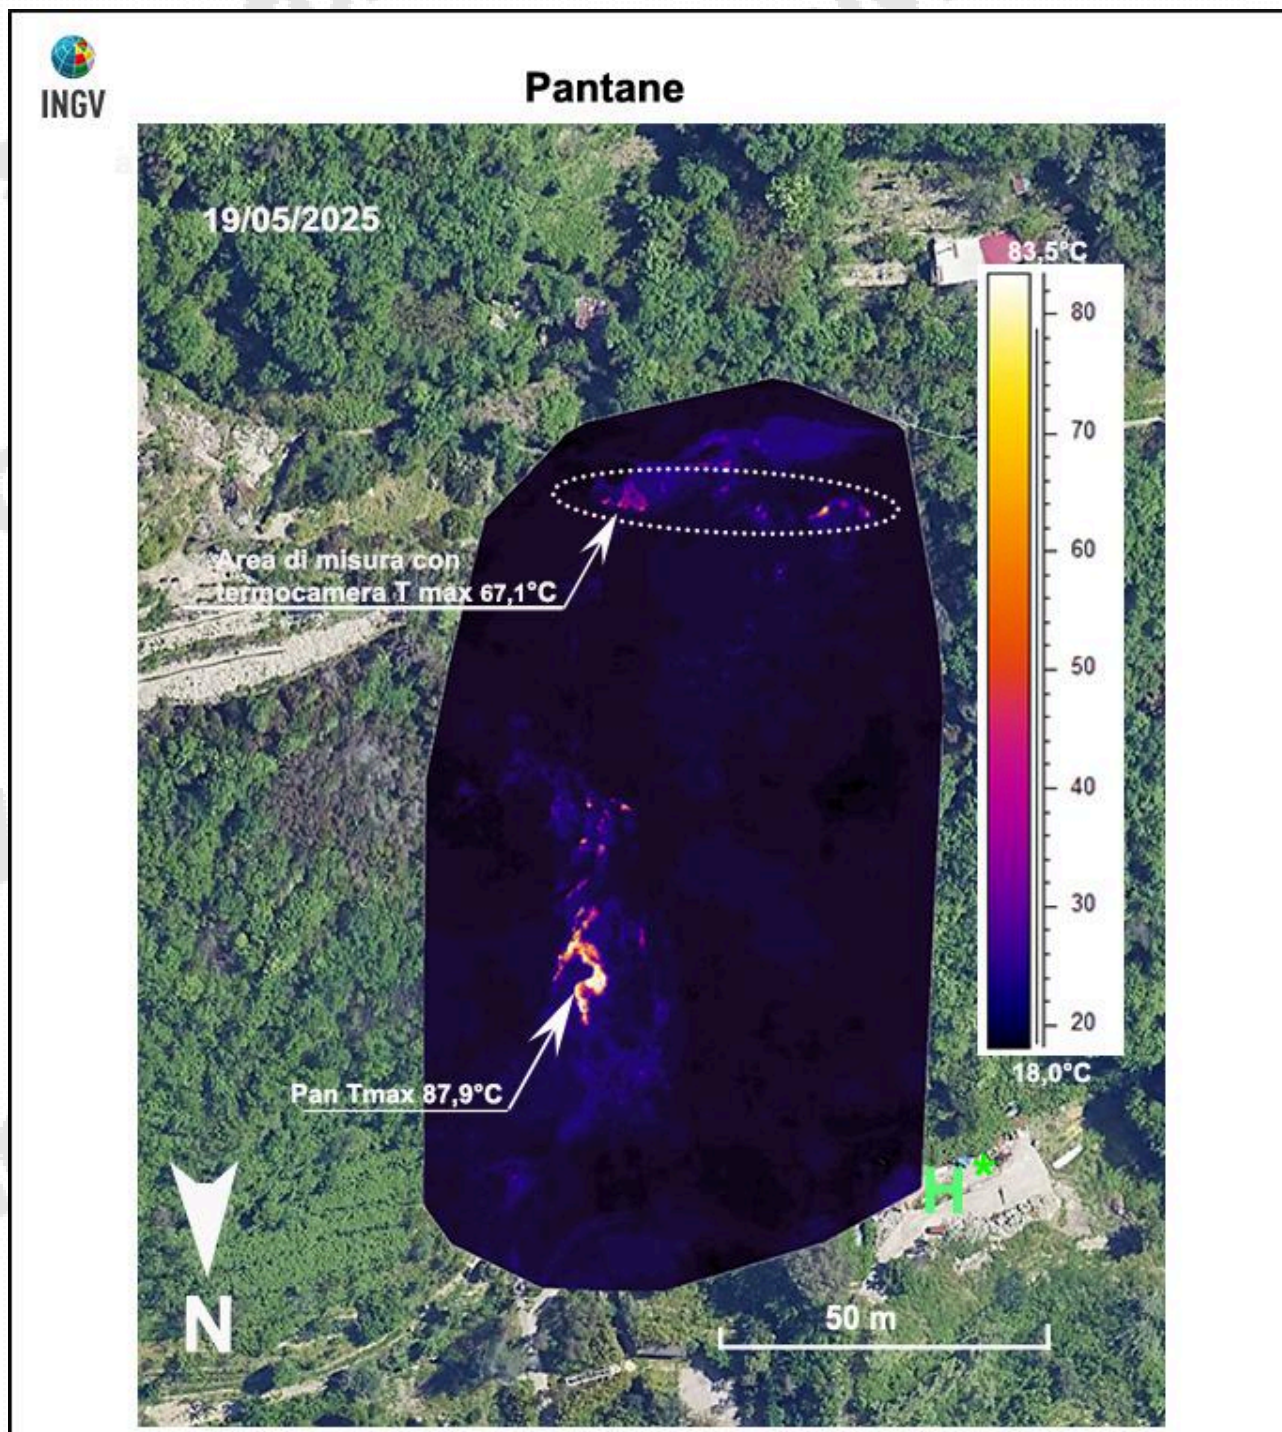 INGV
Pantane
19/05/2025
83,5°C
80
70
60
50
40
30
20
18,0°C
Area di misura con
termocamera T max 67,1°C
Pan Tmax 87,9°C
H *
N
50 m